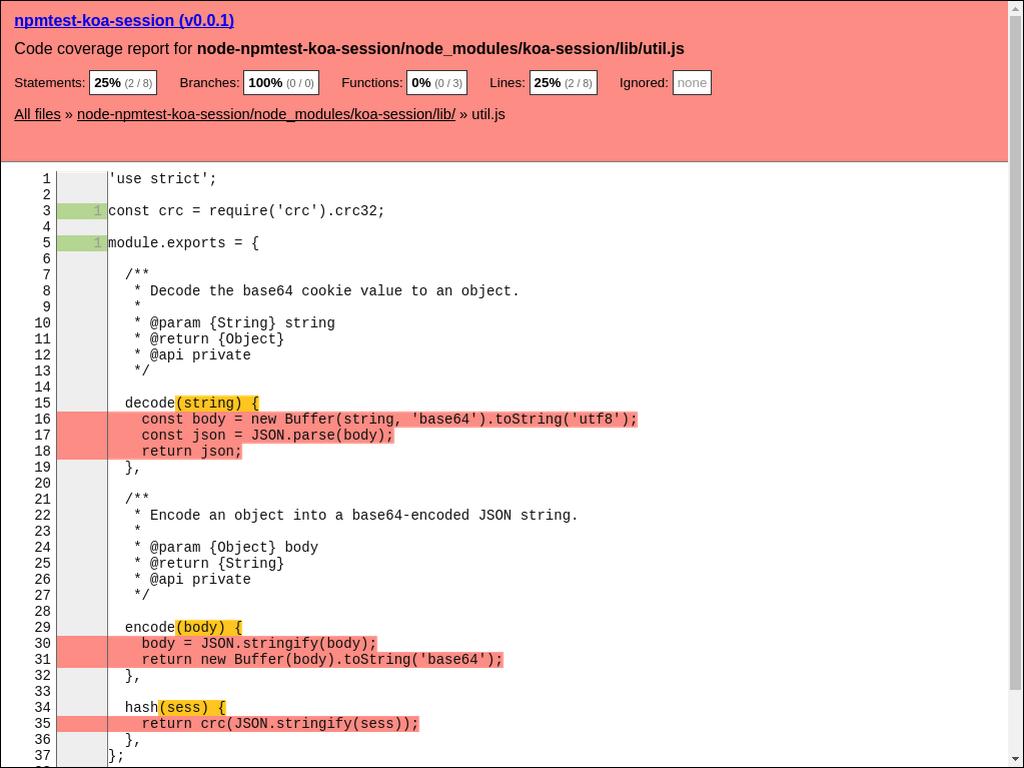 npmtest-koa-session (v0.0.1)
Code coverage report for node-npmtest-koa-session/node_modules/koa-session/lib/util.js
Statements: 25% (2 / 8) Branches: 100% (0 / 0) Functions: 0% (0 / 3) Lines: 25% (2 / 8) Ignored: none
All files » node-npmtest-koa-session/node_modules/koa-session/lib/ » util.js
1 'use strict';
2
3 1 const crc = require('crc').crc32;
4
5 1 module.exports = {
6
7 /**
8 * Decode the base64 cookie value to an object.
9 *
10 * @param {String} string
11 * @return {Object}
12 * @api private
13 */
14
15 decode(string) {
16 const body = new Buffer(string, 'base64').toString('utf8');
17 const json = JSON.parse(body);
18 return json;
19 },
20
21 /**
22 * Encode an object into a base64-encoded JSON string.
23 *
24 * @param {Object} body
25 * @return {String}
26 * @api private
27 */
28
29 encode(body) {
30 body = JSON.stringify(body);
31 return new Buffer(body).toString('base64');
32 },
33
34 hash(sess) {
35 return crc(JSON.stringify(sess));
36 },
37 };